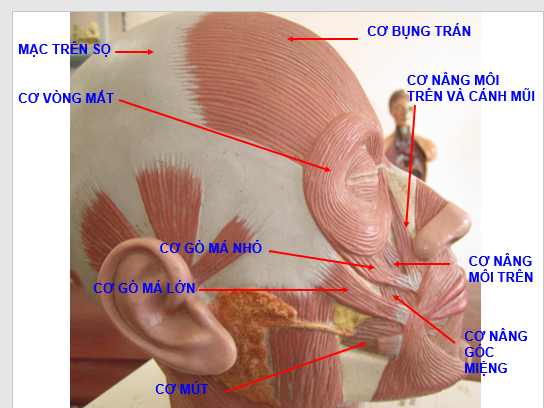 CƠ BỤNG TRÁN
MẠC TRÊN SỌ
CƠ NÂNG MÔI
TRÊN VÀ CÁNH MŨI
CƠ VÒNG MẮT
CƠ GÒ MÁ NHỎ
CƠ NÂNG
MÔI TRÊN
CƠ GÒ MÁ LỚN
CƠ NÂNG
GÓC
MIỆNG
CƠ MÚT